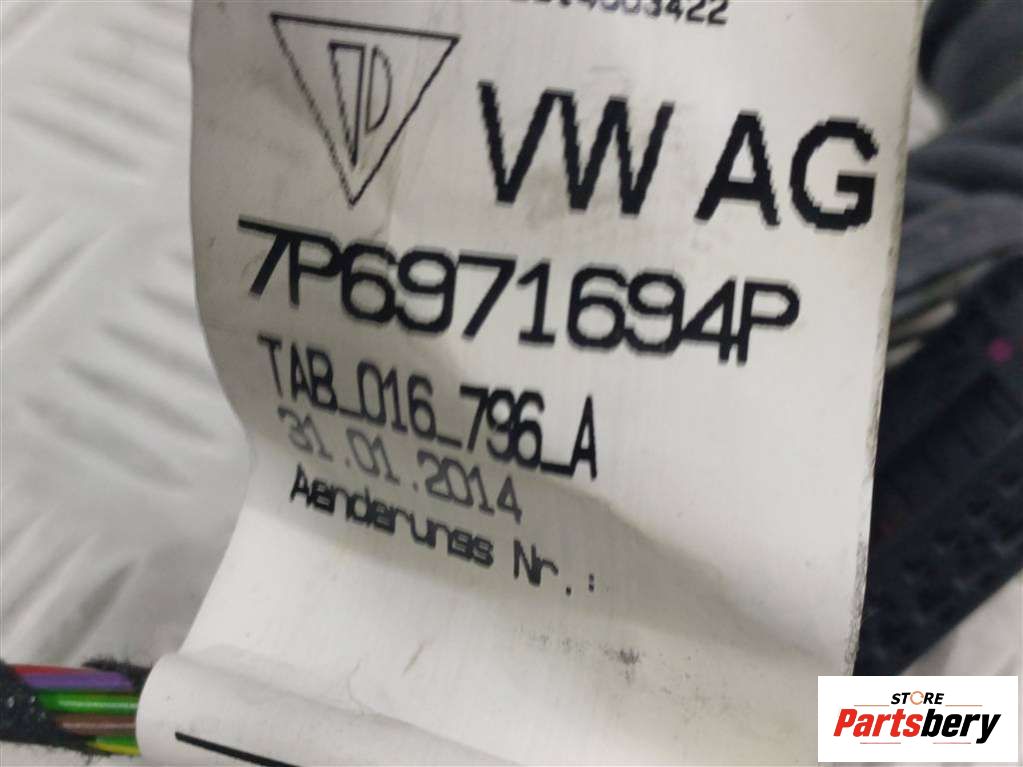 VW AG
7P6971694P
TAB_016_796_A
31.01.2014
Aenderungs Nr.:
STORE
Partsbery